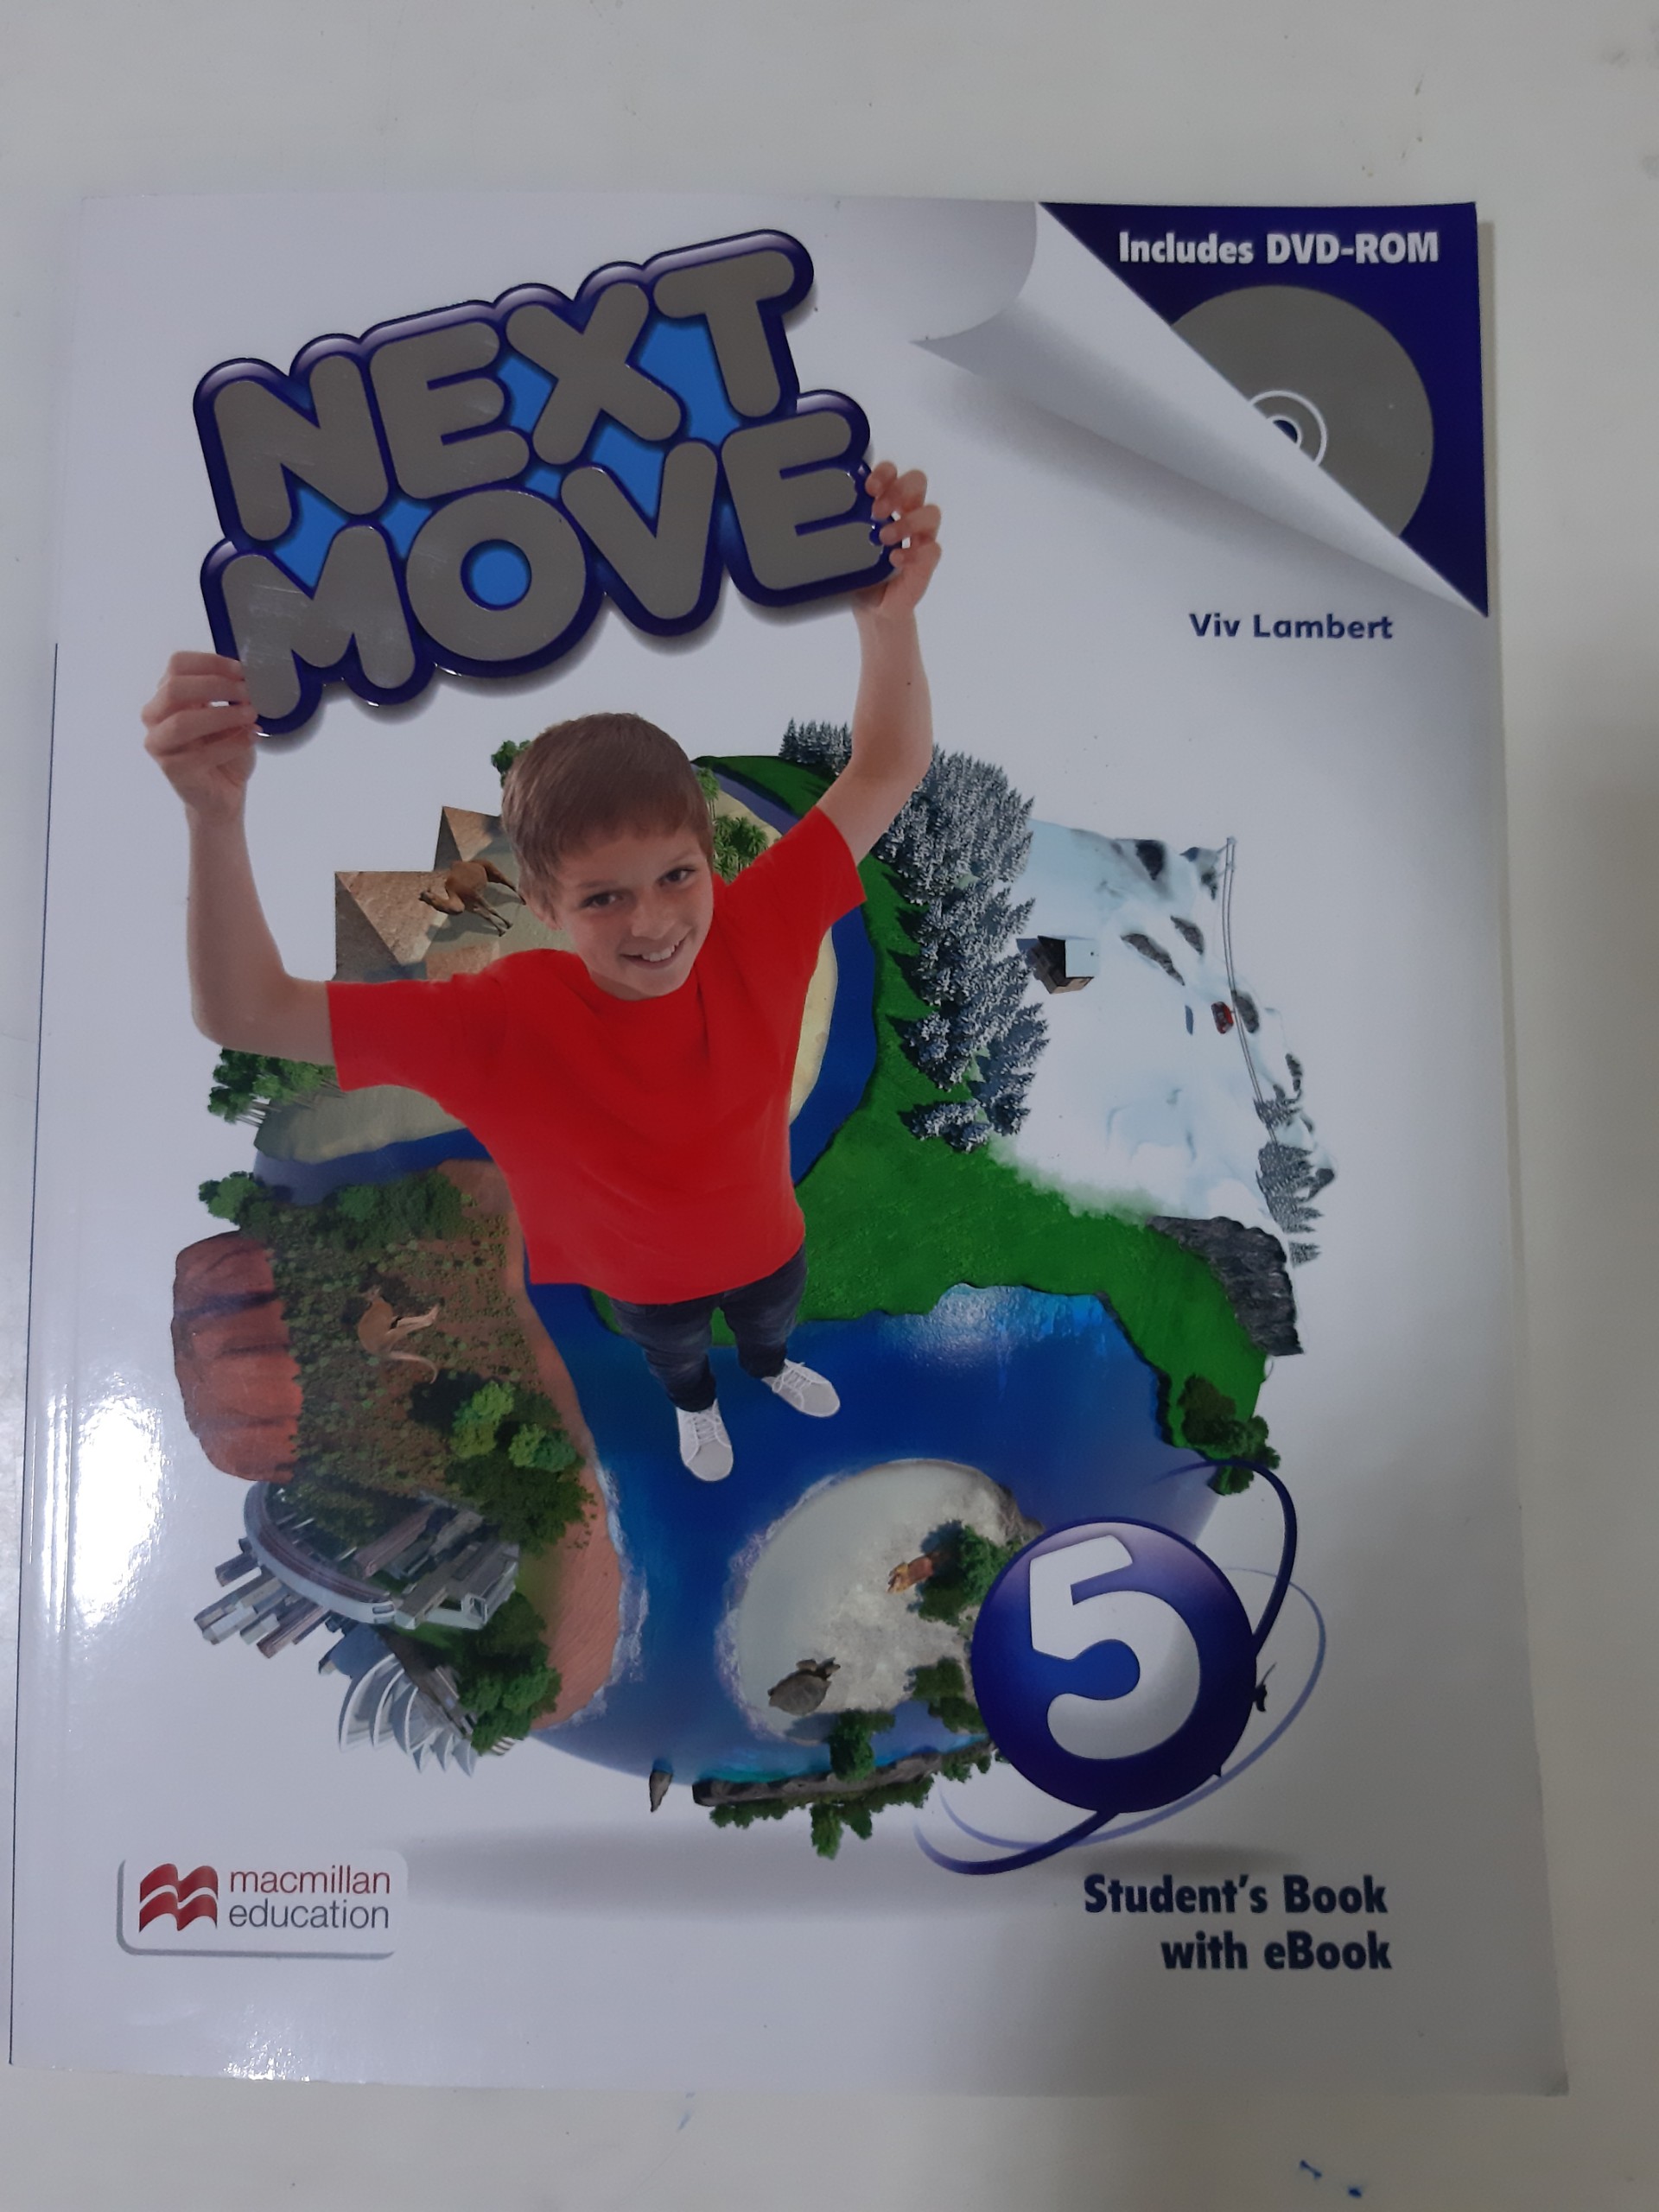 Includes DVD-ROM
NEXT
MOVE
Viv Lambert
5
macmillan
education
Student's Book
with eBook